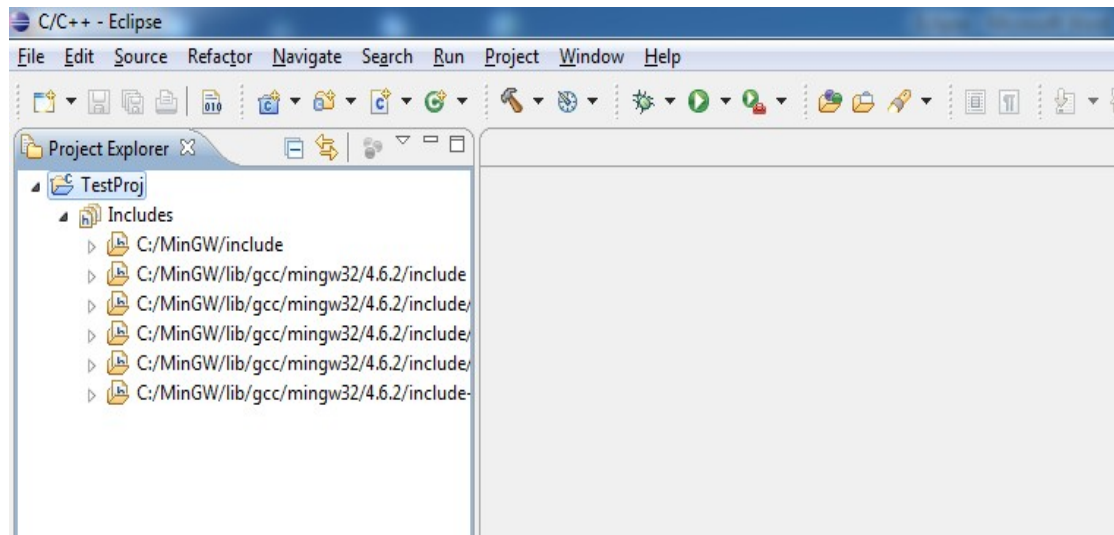 C/C++ - Eclipse
File Edit Source Refactor Navigate Search Run Project Window Help
010
Project Explorer
TestProj
Includes
C:/MinGW/include
C:/MinGW/lib/gcc/mingw32/4.6.2/include
C:/MinGW/lib/gcc/mingw32/4.6.2/include/
C:/MinGW/lib/gcc/mingw32/4.6.2/include/
C:/MinGW/lib/gcc/mingw32/4.6.2/include/
C:/MinGW/lib/gcc/mingw32/4.6.2/include-